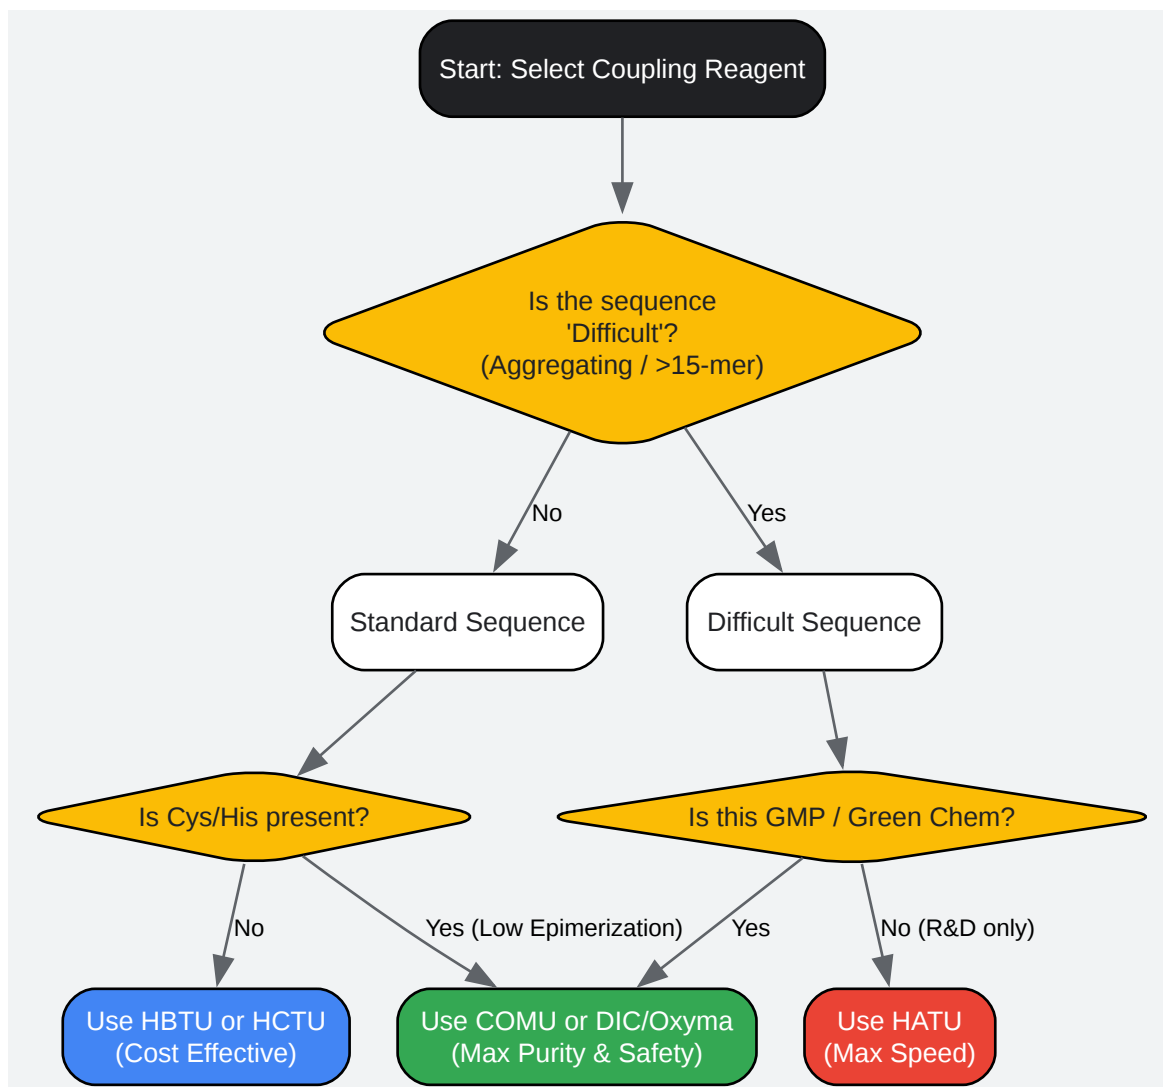 Start: Select Coupling Reagent
Is the sequence
'Difficult'?
(Aggregating / >15-mer)
No
Yes
Standard Sequence
Difficult Sequence
Is Cys/His present?
Is this GMP / Green Chem?
No
Yes (Low Epimerization)
Yes
No (R&D only)
Use HBTU or HCTU
(Cost Effective)
Use COMU or DIC/Oxyma
(Max Purity & Safety)
Use HATU
(Max Speed)